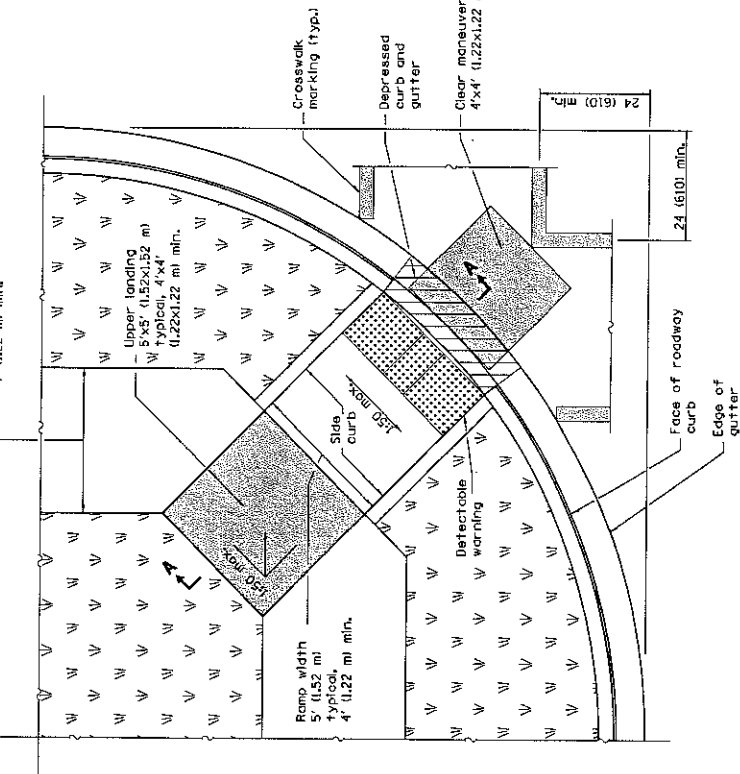 Crosswalk
marking (typ.)
Depressed
curb and
gutter
Clear maneuver
4'x4' (1.22x1.22
24 (610) min.
24 (610) min.
Upper landing
5'x5' (1.52x1.52 m)
typical, 4'x4'
(1.22x1.22 m) min.
A
1:50 max.
Side
curb
1:50 max.
A
Ramp width
5' (1.52 m)
typical,
4' (1.22 m) min.
Detectable
warning
Face of roadway
curb
Edge of
gutter